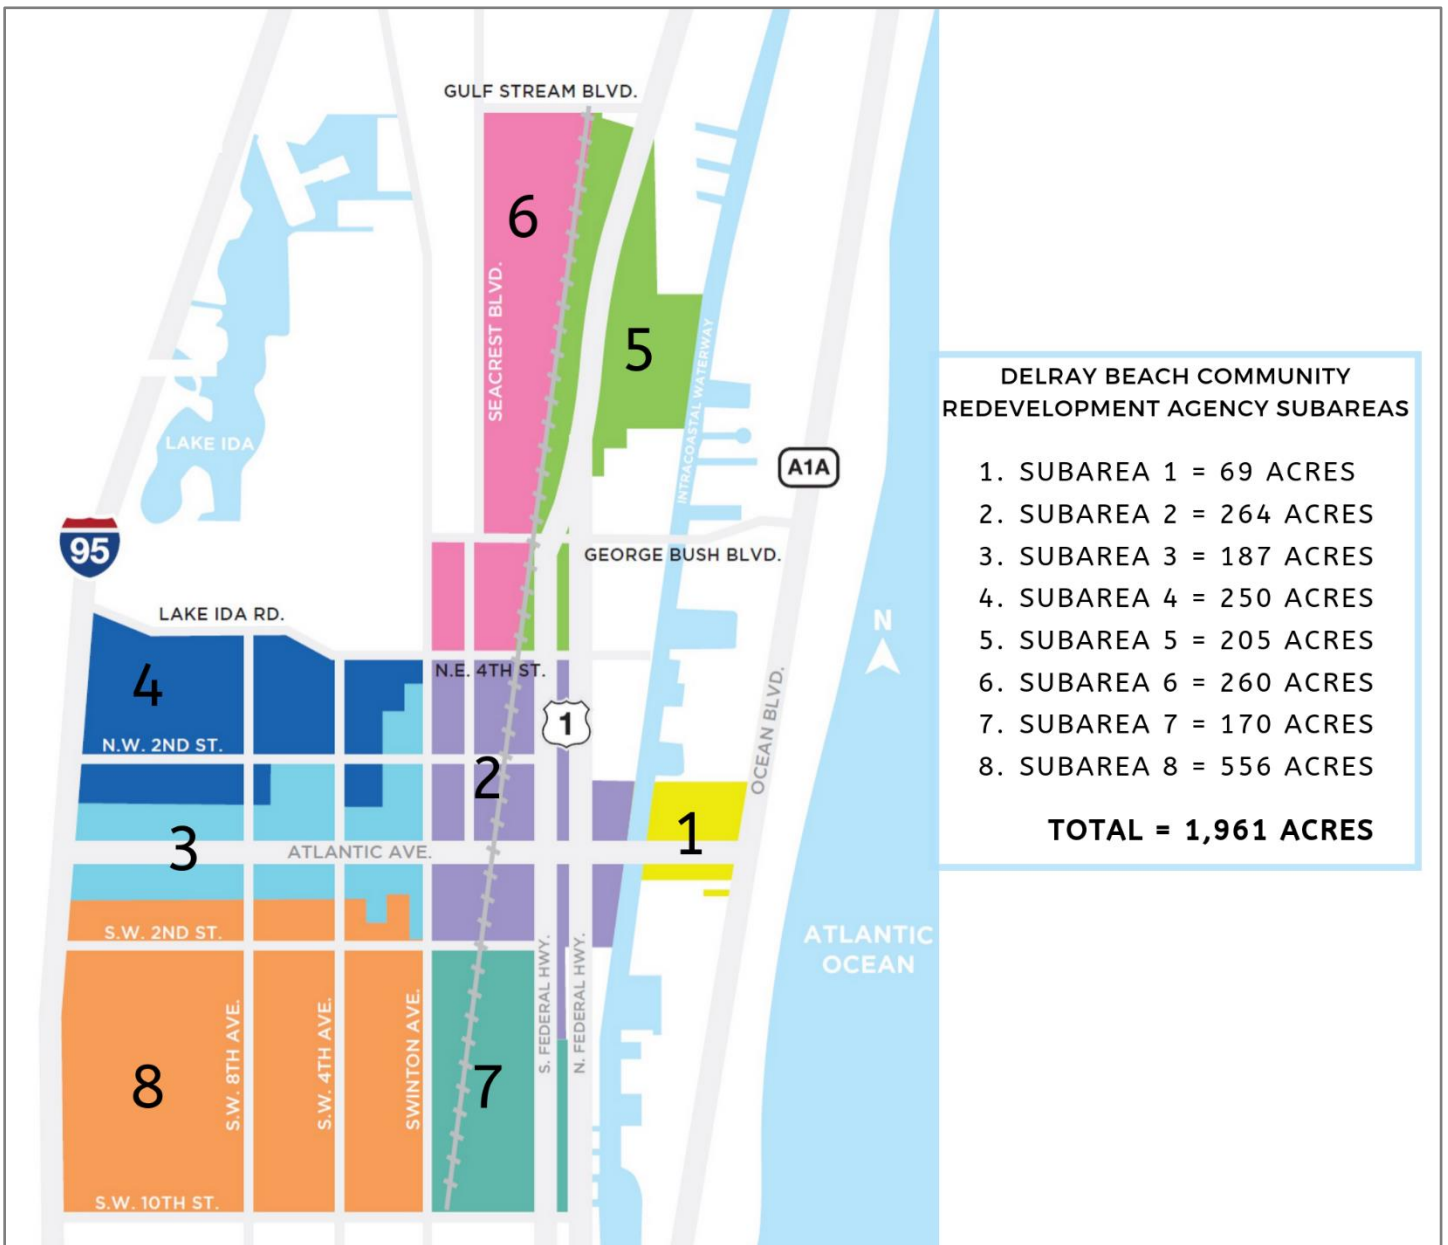 GULF STREAM BLVD.
6
SEACREST BLVD.
5
INTRACOASTAL WATERWAY
LAKE IDA
A1A
95
GEORGE BUSH BLVD.
LAKE IDA RD.
N
4
N.E. 4TH ST.
1
OCEAN BLVD.
N.W. 2ND ST.
2
3
ATLANTIC AVE.
1
S.W. 2ND ST.
ATLANTIC
OCEAN
S. FEDERAL HWY.
N. FEDERAL HWY.
8
S.W. 8TH AVE.
S.W. 4TH AVE.
SWINTON AVE.
7
S.W. 10TH ST.
DELRAY BEACH COMMUNITY
REDEVELOPMENT AGENCY SUBAREAS
1. SUBAREA 1 = 69 ACRES
2. SUBAREA 2 = 264 ACRES
3. SUBAREA 3 = 187 ACRES
4. SUBAREA 4 = 250 ACRES
5. SUBAREA 5 = 205 ACRES
6. SUBAREA 6 = 260 ACRES
7. SUBAREA 7 = 170 ACRES
8. SUBAREA 8 = 556 ACRES
TOTAL = 1,961 ACRES